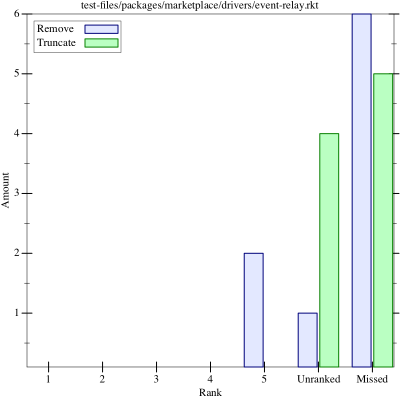 test-files/packages/marketplace/drivers/event-relay.rkt
Remove
Truncate
6
5
4
3
2
1
Amount
1 2 3 4 5 Unranked Missed
Rank